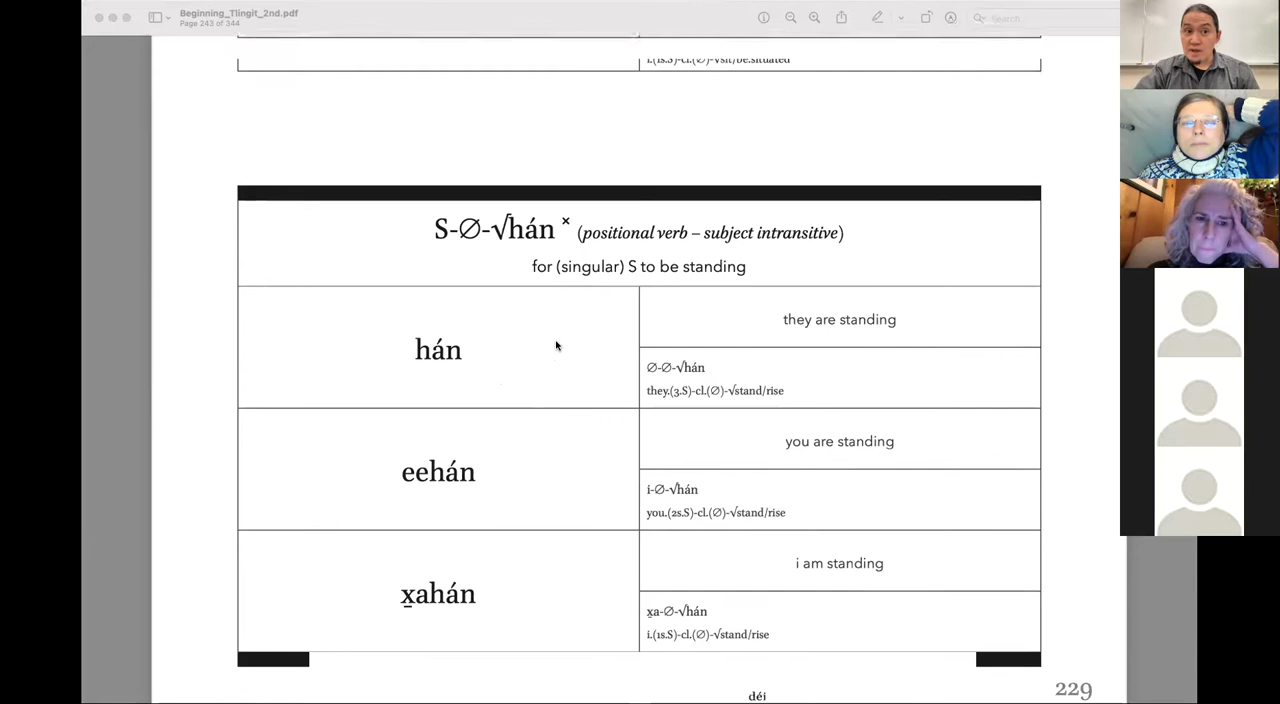 Beginning_Tlingit_2nd.pdf
Page 243 of 344
Search
i.(1s.S)-cl.(∅)-√sit/be.situated
S-∅-√hán × (positional verb – subject intransitive)
for (singular) S to be standing
hán
they are standing
∅-∅-√hán
they.(3.S)-cl.(∅)-√stand/rise
eehán
you are standing
i-∅-√hán
you.(2s.S)-cl.(∅)-√stand/rise
x̱ahán
i am standing
x̱a-∅-√hán
i.(1s.S)-cl.(∅)-√stand/rise
déi
229